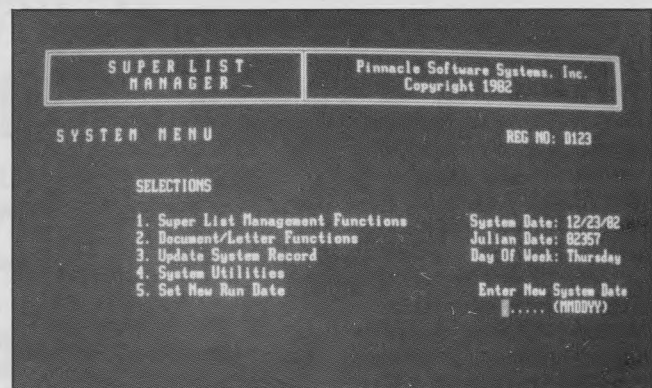 SUPER LIST
MANAGER
Pinnacle Software Systems, Inc.
Copyright 1982
SYSTEM MENU
REG NO: D123
SELECTIONS
1. Super List Management Functions
2. Document/Letter Functions
3. Update System Record
4. System Utilities
5. Set New Run Date
System Date: 12/23/82
Julian Date: 82357
Day Of Week: Thursday
Enter New System Date
..... (MMDDYY)